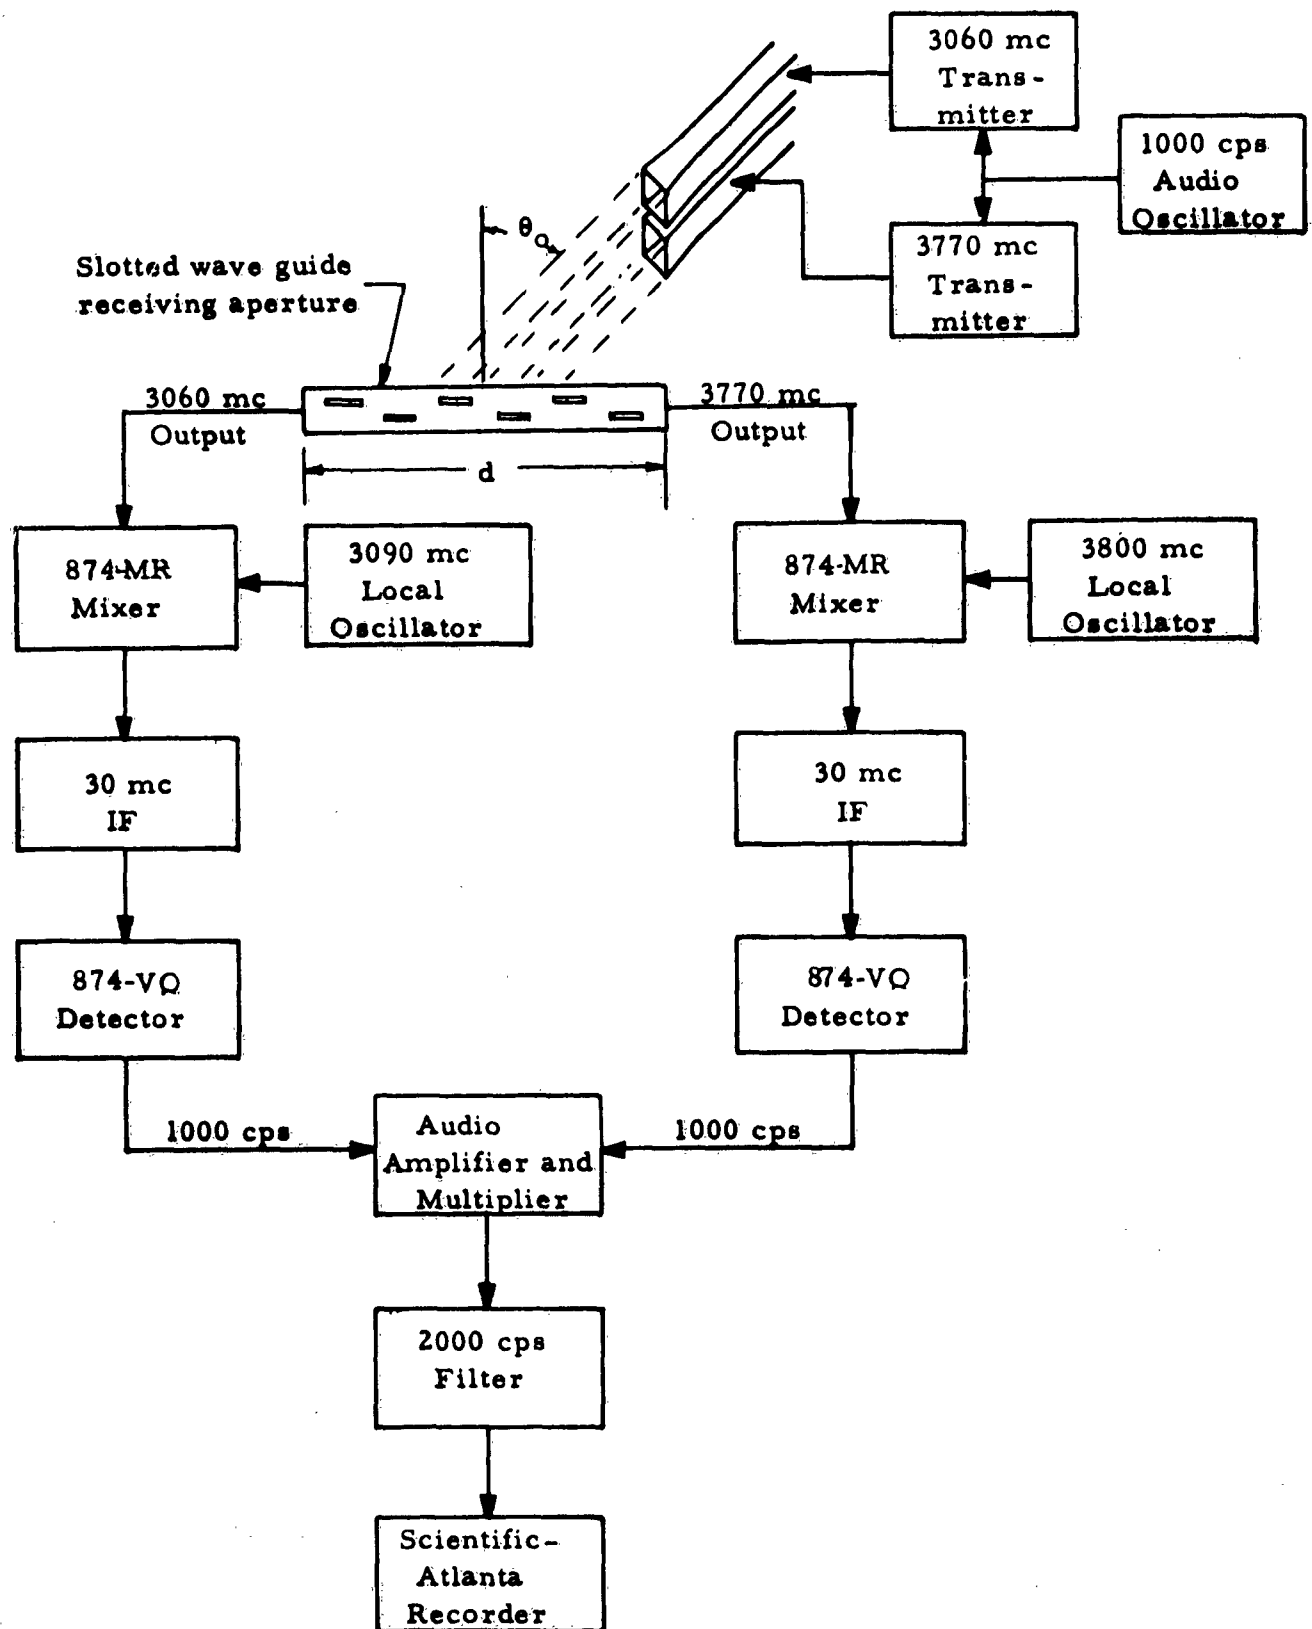 3060 mc
Trans-
mitter
1000 cps
Audio
Oscillator
3770 mc
Trans-
mitter
θo
Slotted wave guide
receiving aperture
3060 mc
Output
3770 mc
Output
d
874-MR
Mixer
3090 mc
Local
Oscillator
874-MR
Mixer
3800 mc
Local
Oscillator
30 mc
IF
30 mc
IF
874-VQ
Detector
874-VQ
Detector
1000 cps
Audio
Amplifier and
Multiplier
1000 cps
2000 cps
Filter
Scientific-
Atlanta
Recorder